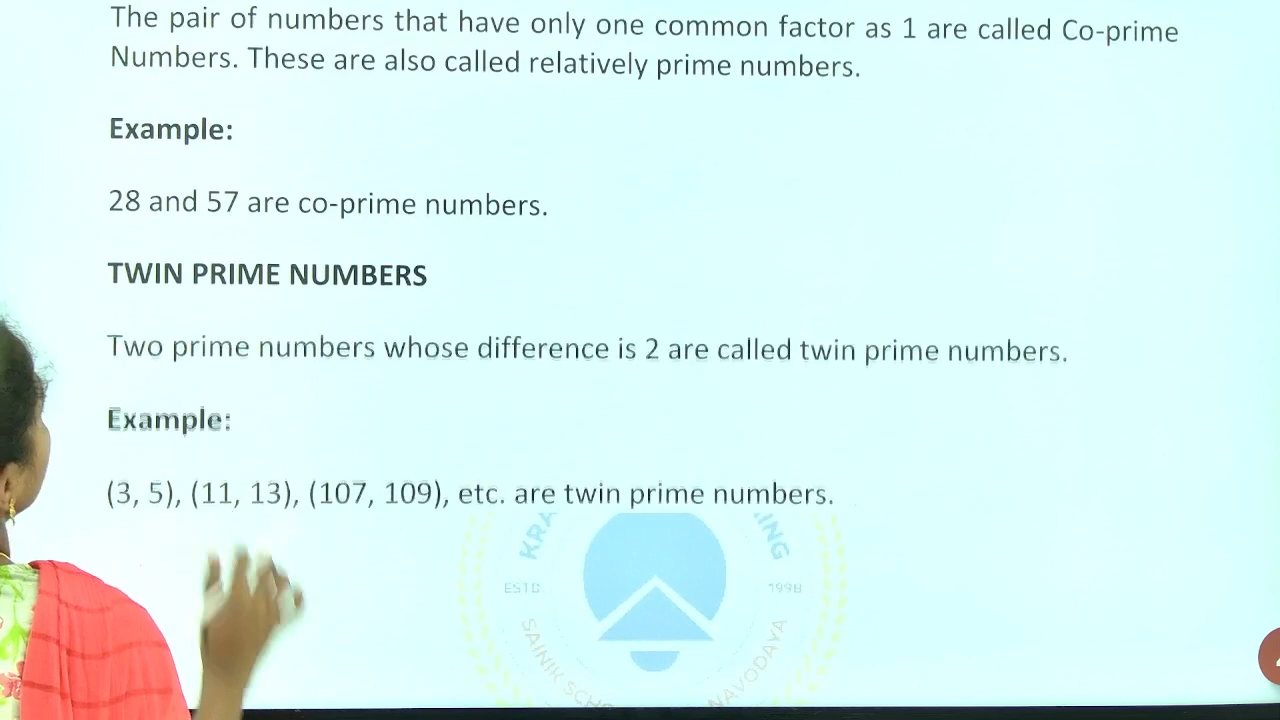 The pair of numbers that have only one common factor as 1 are called Co-prime
Numbers. These are also called relatively prime numbers.
Example:
28 and 57 are co-prime numbers.
TWIN PRIME NUMBERS
Two prime numbers whose difference is 2 are called twin prime numbers.
Example:
(3, 5), (11, 13), (107, 109), etc. are twin prime numbers.
ESTD 1998
SAINIK NAVODAYA